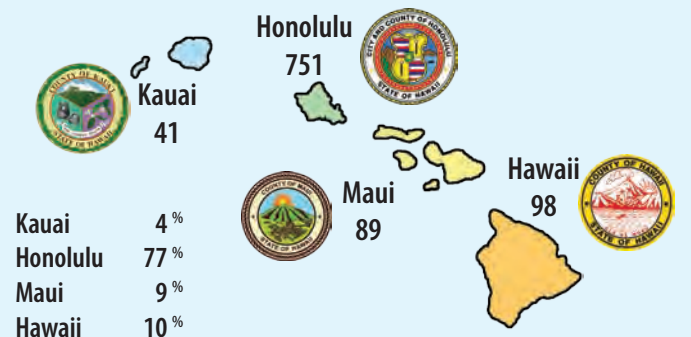 Honolulu
751
CITY AND COUNTY OF HONOLULU
STATE OF HAWAII
COUNTY OF KAUAI
STATE OF HAWAII
Kauai
41
COUNTY OF MAUI
STATE OF HAWAII
Maui
89
Hawaii
98
COUNTY OF HAWAII
STATE OF HAWAII
Kauai 4 %
Honolulu 77 %
Maui 9 %
Hawaii 10 %